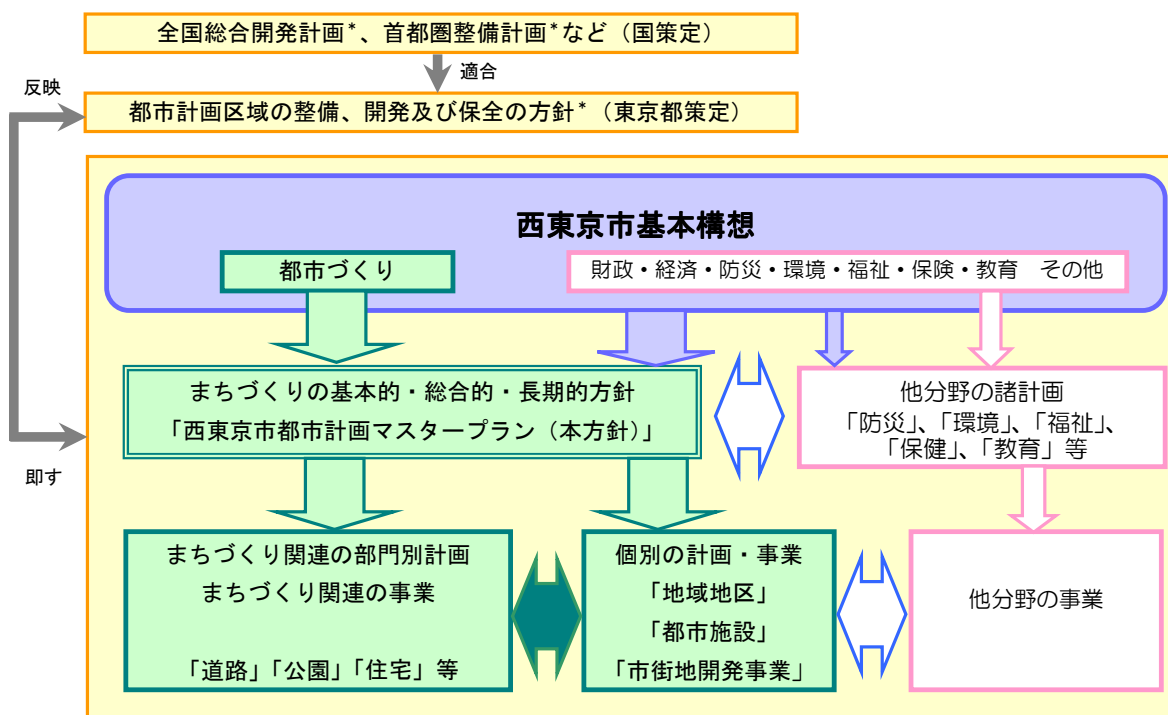 全国総合開発計画*、首都圏整備計画*など（国策定）
適合
反映
都市計画区域の整備、開発及び保全の方針*（東京都策定）
西東京市基本構想
都市づくり
財政・経済・防災・環境・福祉・保険・教育　その他
まちづくりの基本的・総合的・長期的方針
「西東京市都市計画マスタープラン（本方針）」
他分野の諸計画
「防災」、「環境」、「福祉」、
「保健」、「教育」等
即す
まちづくり関連の部門別計画
まちづくり関連の事業
「道路」「公園」「住宅」等
個別の計画・事業
「地域地区」
「都市施設」
「市街地開発事業」
他分野の事業